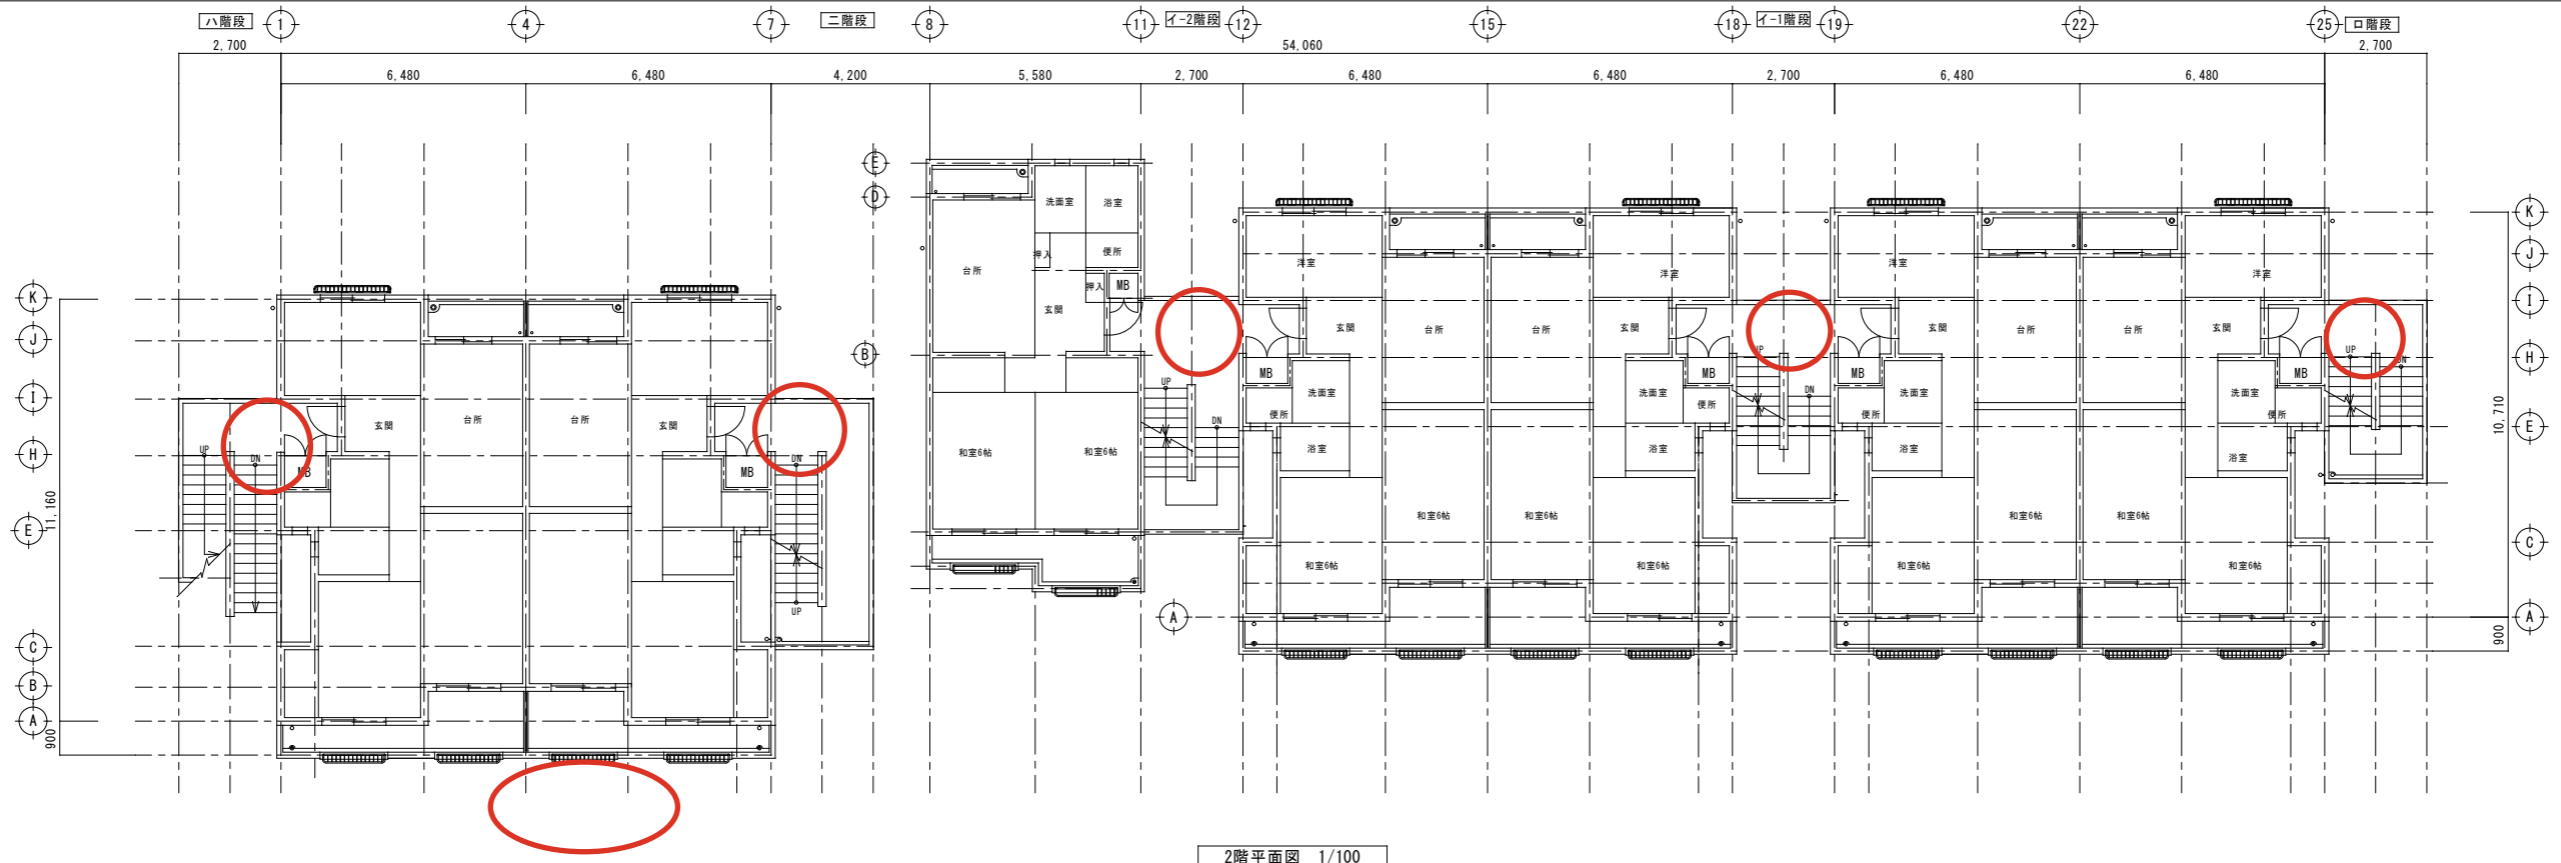 ハ階段 1 4 7 二階段 8 11 イ-2階段 12 15 18 イ-1階段 19 22 25 ロ階段
2,700 54,060 2,700
6,480 6,480 4,200 5,580 2,700 6,480 6,480 2,700 6,480 6,480
E
D
B
K
J
I
H
E
C
B
A
11,160
900
UP DN MB 玄関 台所 台所 玄関 MB DN
UP
洗面室 浴室
押入 便所
台所
押入 MB
玄関
和室6帖 和室6帖
UP
DN
洋室 洋室 洋室 洋室
玄関 台所 台所 玄関 玄関 台所 台所 玄関
UP UP DN
MB MB MB MB
洗面室 洗面室 DN 洗面室 洗面室
便所 便所 便所 便所
浴室 浴室 浴室 浴室
和室6帖 和室6帖 和室6帖 和室6帖
和室6帖 和室6帖 和室6帖 和室6帖
A
K
J
I
H
E
C
A
10,710
900
2階平面図 1/100